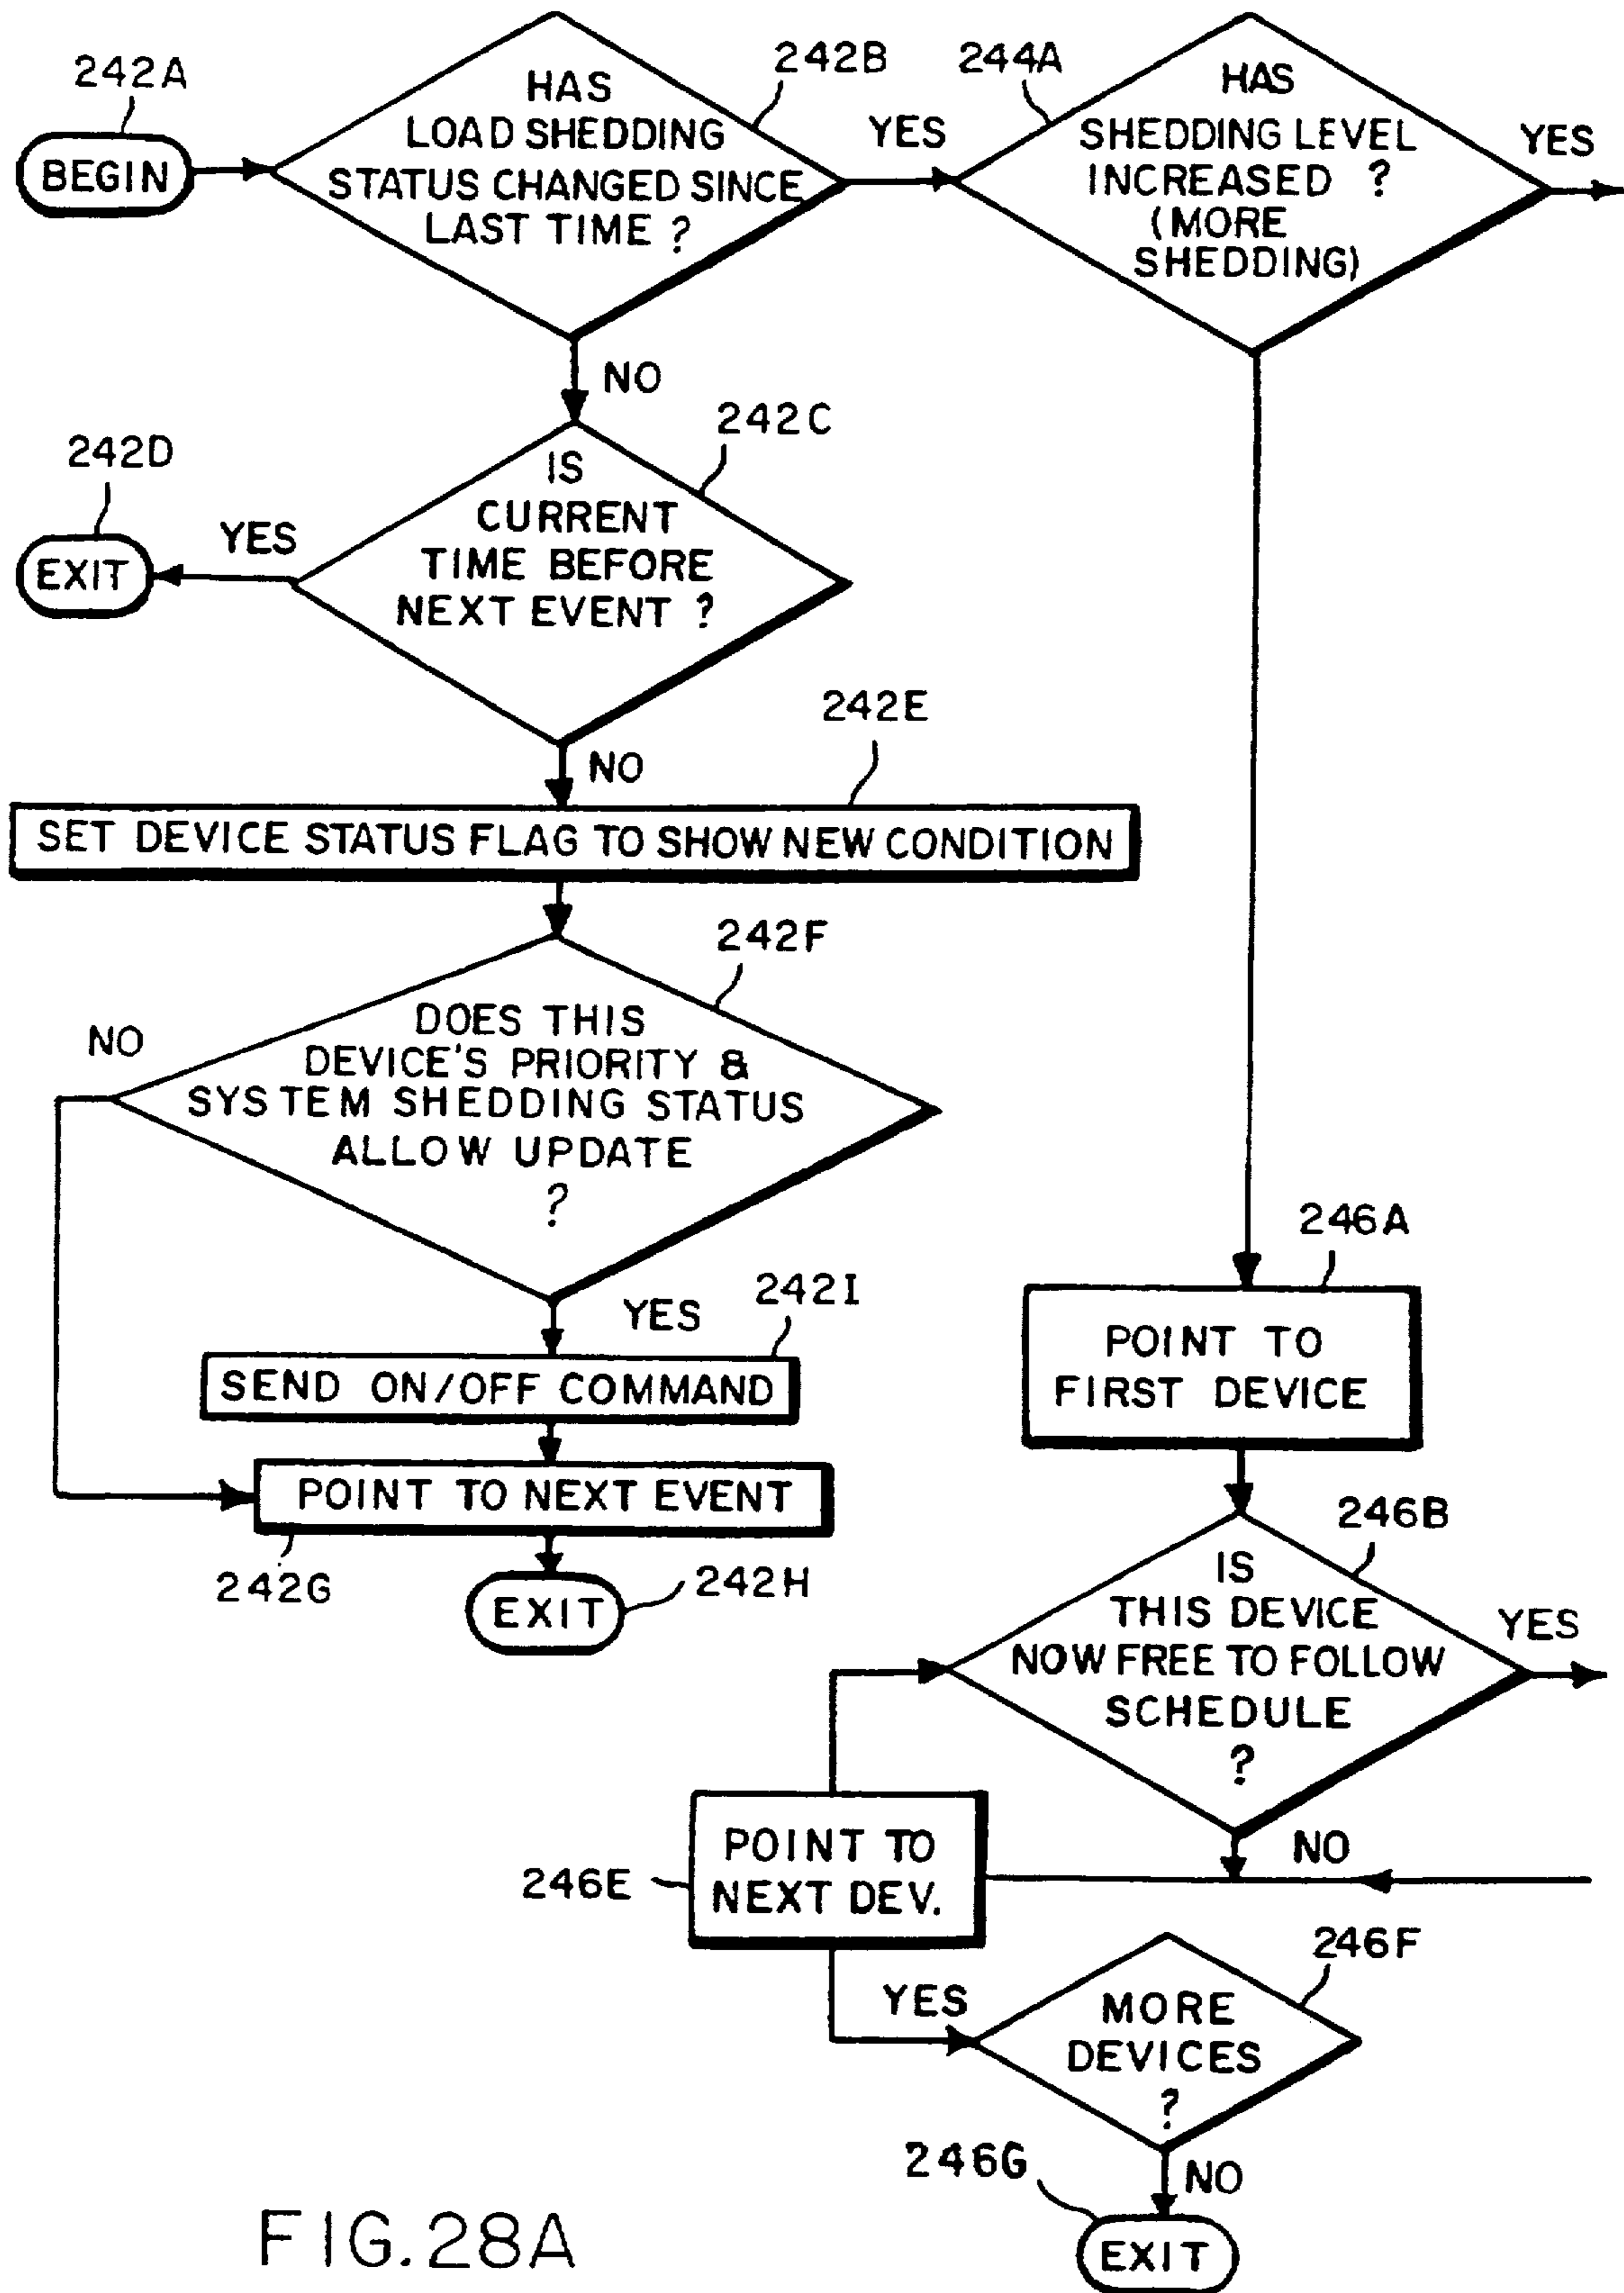 242A
BEGIN
HAS
LOAD SHEDDING
STATUS CHANGED SINCE
LAST TIME ?
242B
YES
244A
HAS
SHEDDING LEVEL
INCREASED ?
(MORE
SHEDDING)
YES
NO
242C
242D
EXIT
YES
IS
CURRENT
TIME BEFORE
NEXT EVENT ?
NO
242E
SET DEVICE STATUS FLAG TO SHOW NEW CONDITION
242F
NO
DOES THIS
DEVICE'S PRIORITY &
SYSTEM SHEDDING STATUS
ALLOW UPDATE
?
YES
242I
SEND ON/OFF COMMAND
POINT TO NEXT EVENT
242G
EXIT
242H
246A
POINT TO
FIRST DEVICE
246B
IS
THIS DEVICE
NOW FREE TO FOLLOW
SCHEDULE
?
YES
NO
246E
POINT TO
NEXT DEV.
YES
246F
MORE
DEVICES
?
246G
NO
EXIT
FIG.28A